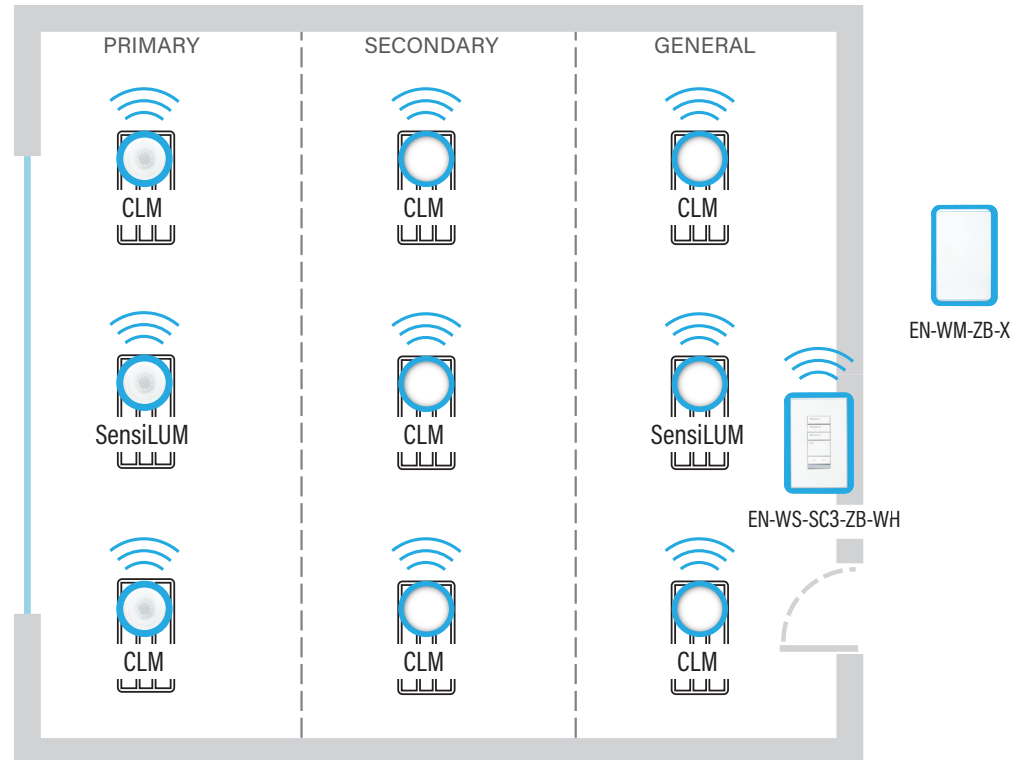 PRIMARY
SECONDARY
GENERAL
CLM
CLM
CLM
EN-WM-ZB-X
SensiLUM
CLM
SensiLUM
EN-WS-SC3-ZB-WH
CLM
CLM
CLM